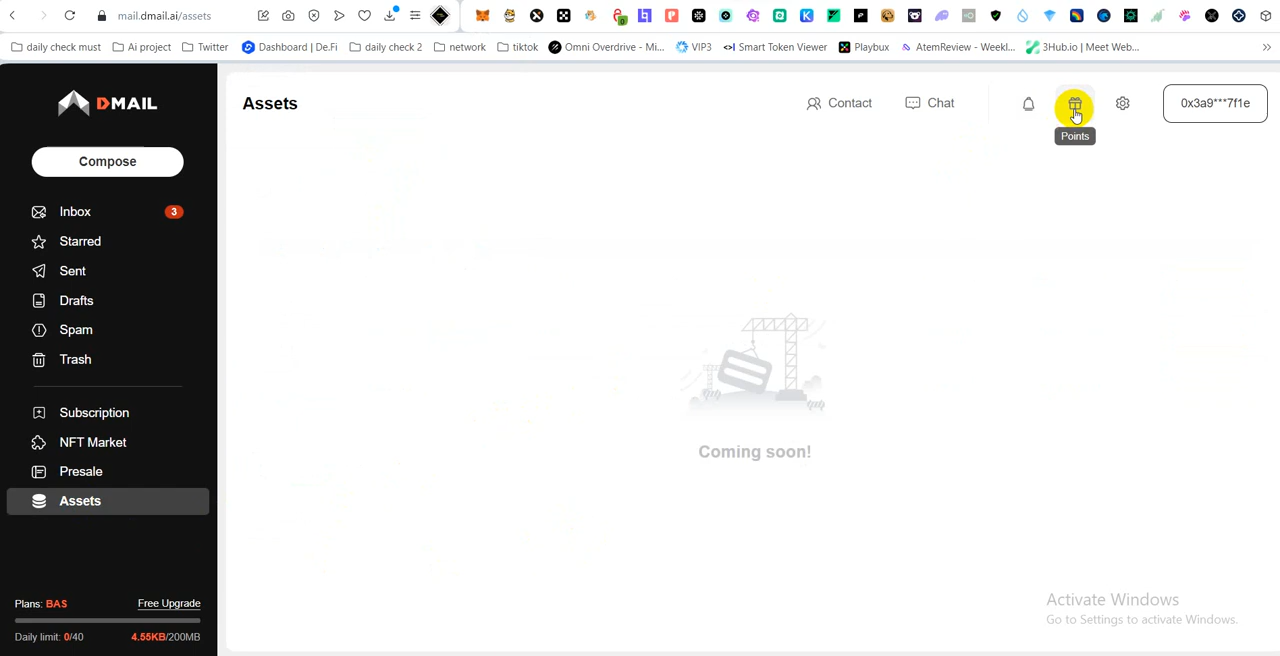 mail.dmail.ai/assets
daily check must
Ai project
Twitter
Dashboard | De.Fi
daily check 2
network
tiktok
Omni Overdrive - Mi...
VIP3
Smart Token Viewer
Playbux
AtemReview - Weekl...
3Hub.io | Meet Web...
DMAIL
Assets
Contact
Chat
0x3a9***7f1e
Points
Compose
Inbox
3
Starred
Sent
Drafts
Spam
Trash
Subscription
NFT Market
Presale
Assets
Coming soon!
Plans: BAS
Free Upgrade
Daily limit: 0/40
4.55KB/200MB
Activate Windows
Go to Settings to activate Windows.